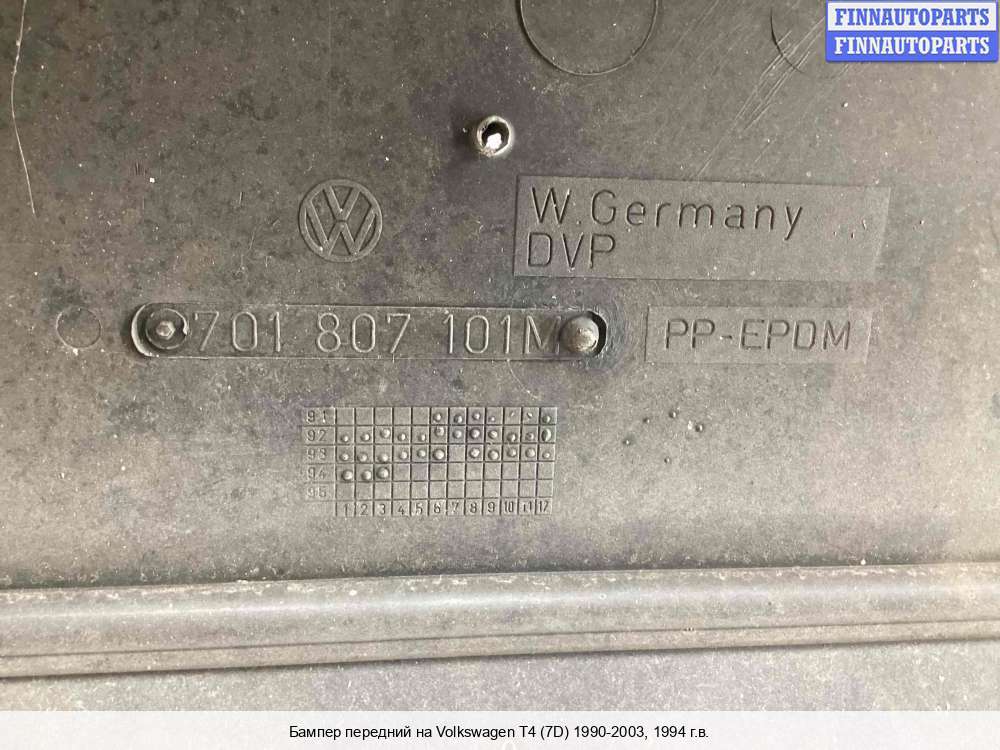 FINNAUTOPARTS
FINNAUTOPARTS
W. Germany
DVP
701 807 101M
PP-EPDM
91
92
93
94
95
1 2 3 4 5 6 7 8 9 10 11 12
Бампер передний на Volkswagen T4 (7D) 1990-2003, 1994 г.в.